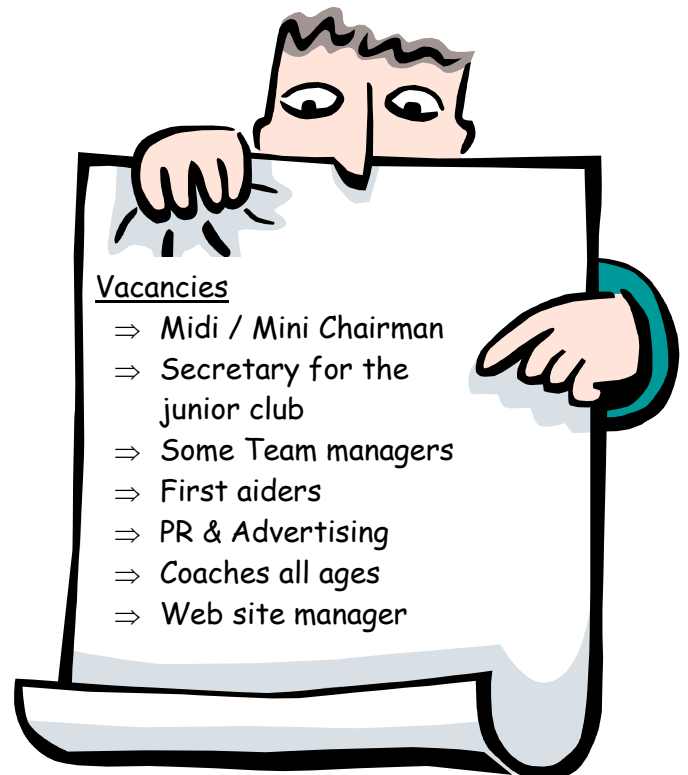 Vacancies
⇒ Midi / Mini Chairman
⇒ Secretary for the
junior club
⇒ Some Team managers
⇒ First aiders
⇒ PR & Advertising
⇒ Coaches all ages
⇒ Web site manager